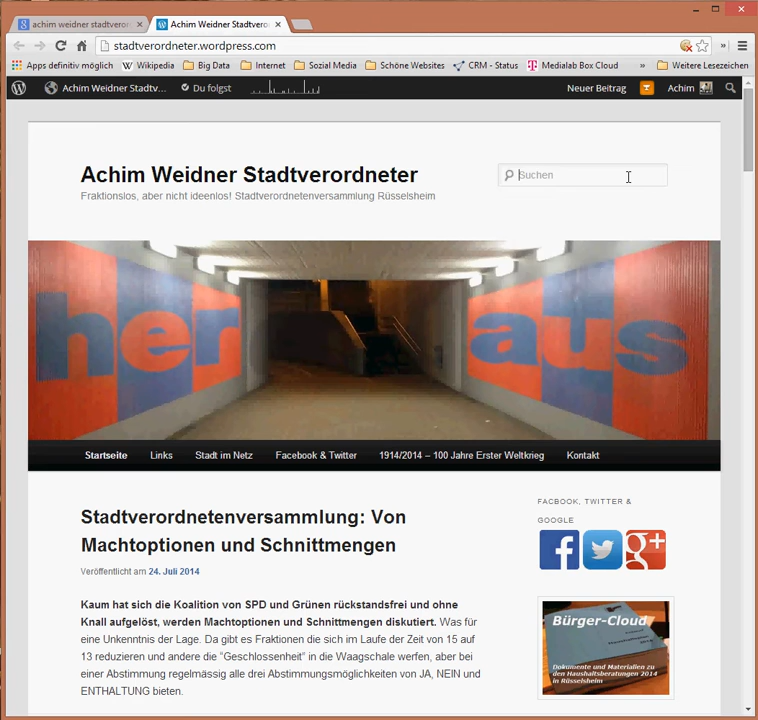 achim weidner stadtveror
Achim Weidner Stadtveror
stadtverordneter.wordpress.com
Apps definitiv möglich Wikipedia Big Data Internet Sozial Media Schöne Websites CRM - Status Medialab Box Cloud » Weitere Lesezeichen
Achim Weidner Stadtv... Du folgst Neuer Beitrag Achim
Achim Weidner Stadtverordneter
Suchen
Fraktionslos, aber nicht ideenlos! Stadtverordnetenversammlung Rüsselsheim
her aus
Startseite Links Stadt im Netz Facebook & Twitter 1914/2014 – 100 Jahre Erster Weltkrieg Kontakt
Stadtverordnetenversammlung: Von
Machtoptionen und Schnittmengen
Veröffentlicht am 24. Juli 2014
Kaum hat sich die Koalition von SPD und Grünen rückstandsfrei und ohne
Knall aufgelöst, werden Machtoptionen und Schnittmengen diskutiert. Was für
eine Unkenntnis der Lage. Da gibt es Fraktionen die sich im Laufe der Zeit von 15 auf
13 reduzieren und andere die “Geschlossenheit” in die Waagschale werfen, aber bei
einer Abstimmung regelmässig alle drei Abstimmungsmöglichkeiten von JA, NEIN und
ENTHALTUNG bieten.
FACBOOK, TWITTER &
GOOGLE
Bürger-Cloud
Dokumente und Materialien zu
den Haushaltsberatungen 2014
in Rüsselsheim